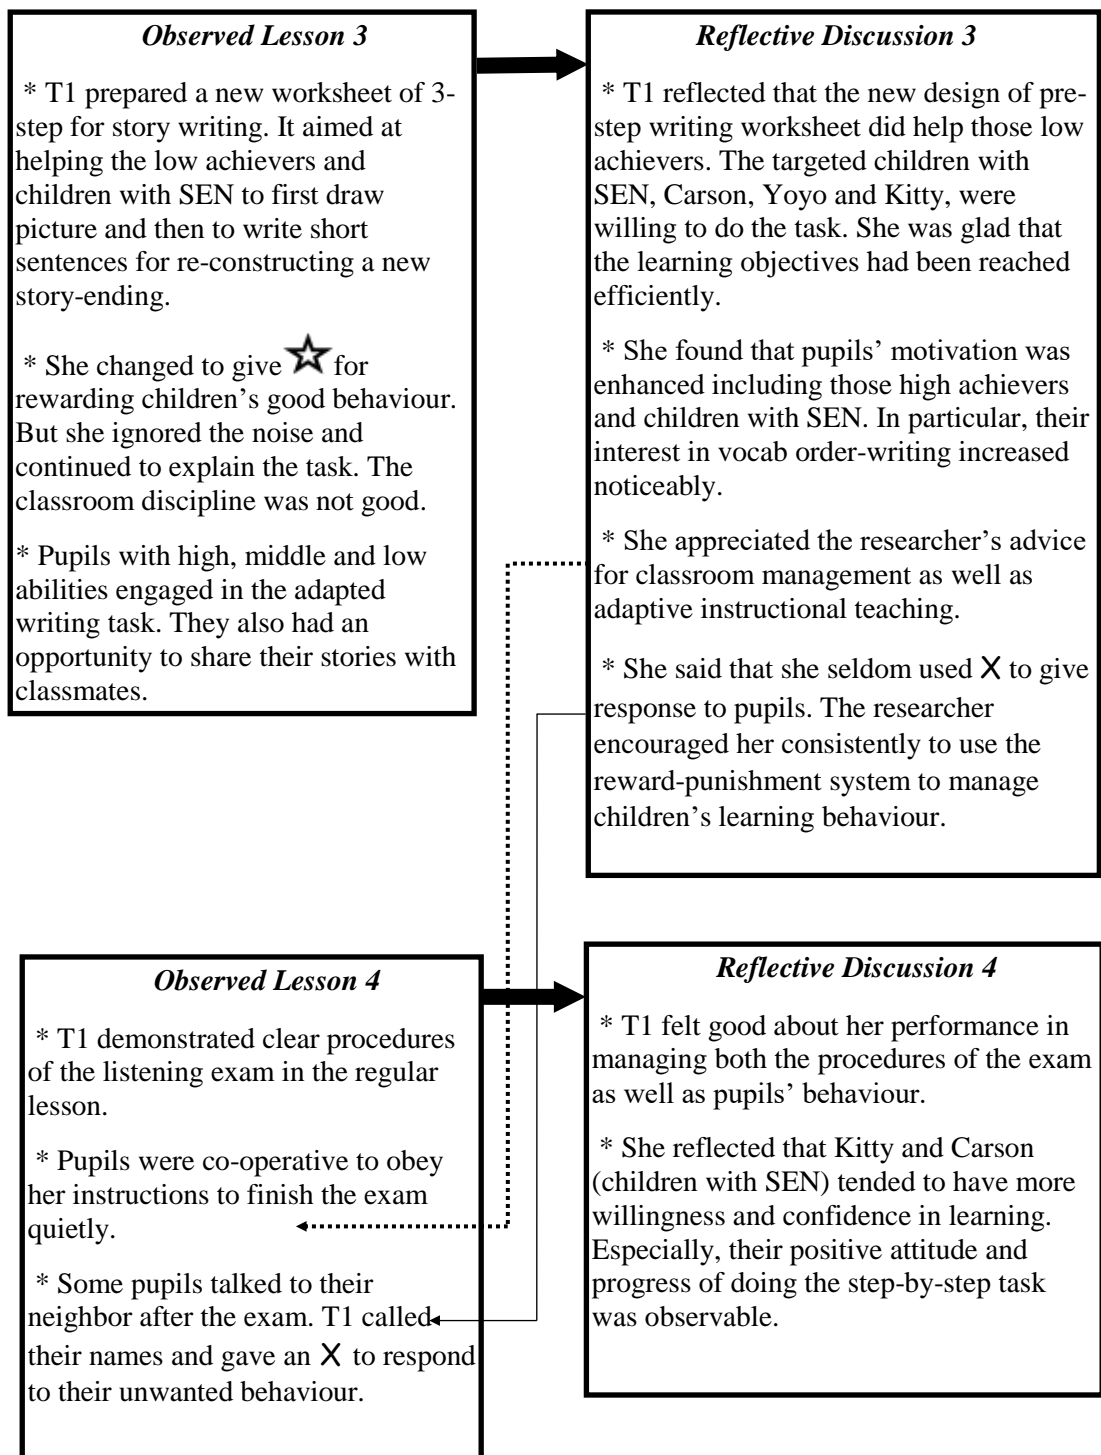 Observed Lesson 3
* T1 prepared a new worksheet of 3-
step for story writing. It aimed at
helping the low achievers and
children with SEN to first draw
picture and then to write short
sentences for re-constructing a new
story-ending.
* She changed to give ☆ for
rewarding children’s good behaviour.
But she ignored the noise and
continued to explain the task. The
classroom discipline was not good.
* Pupils with high, middle and low
abilities engaged in the adapted
writing task. They also had an
opportunity to share their stories with
classmates.
Reflective Discussion 3
* T1 reflected that the new design of pre-
step writing worksheet did help those low
achievers. The targeted children with
SEN, Carson, Yoyo and Kitty, were
willing to do the task. She was glad that
the learning objectives had been reached
efficiently.
* She found that pupils’ motivation was
enhanced including those high achievers
and children with SEN. In particular, their
interest in vocab order-writing increased
noticeably.
* She appreciated the researcher’s advice
for classroom management as well as
adaptive instructional teaching.
* She said that she seldom used X to give
response to pupils. The researcher
encouraged her consistently to use the
reward-punishment system to manage
children’s learning behaviour.
Observed Lesson 4
* T1 demonstrated clear procedures
of the listening exam in the regular
lesson.
* Pupils were co-operative to obey
her instructions to finish the exam
quietly.
* Some pupils talked to their
neighbor after the exam. T1 called
their names and gave an X to respond
to their unwanted behaviour.
Reflective Discussion 4
* T1 felt good about her performance in
managing both the procedures of the exam
as well as pupils’ behaviour.
* She reflected that Kitty and Carson
(children with SEN) tended to have more
willingness and confidence in learning.
Especially, their positive attitude and
progress of doing the step-by-step task
was observable.